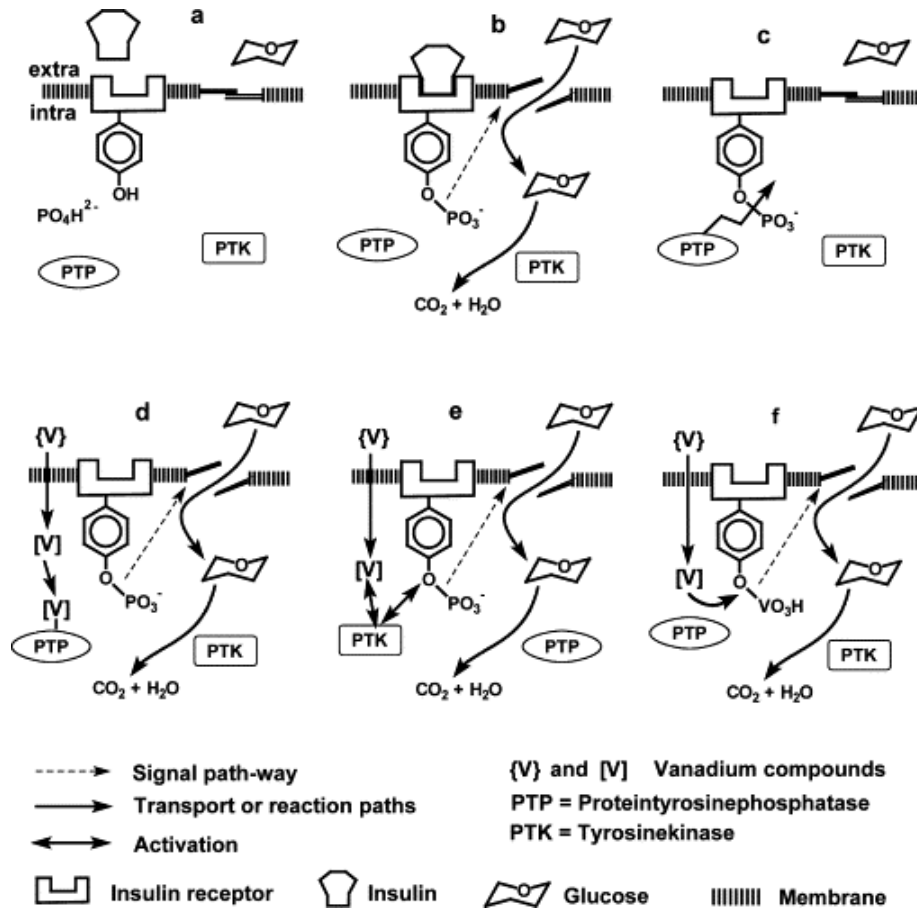 a
b
c
extra
intra
O
OH
PO₄H²⁻
PTP
PTK
O
O
O
PO₃⁻
PTP
PTK
CO₂ + H₂O
O
O
PO₃⁻
PTP
PTK
d
e
f
{V}
[V]
[V]
PTP
O
PO₃⁻
O
O
PTK
CO₂ + H₂O
{V}
[V]
PTK
O
PO₃⁻
O
O
PTP
CO₂ + H₂O
{V}
[V]
PTP
O
VO₃H
O
O
PTK
CO₂ + H₂O
Signal path-way
Transport or reaction paths
Activation
{V} and [V] Vanadium compounds
PTP = Proteintyrosinephosphatase
PTK = Tyrosinekinase
Insulin receptor
Insulin
O
Glucose
Membrane